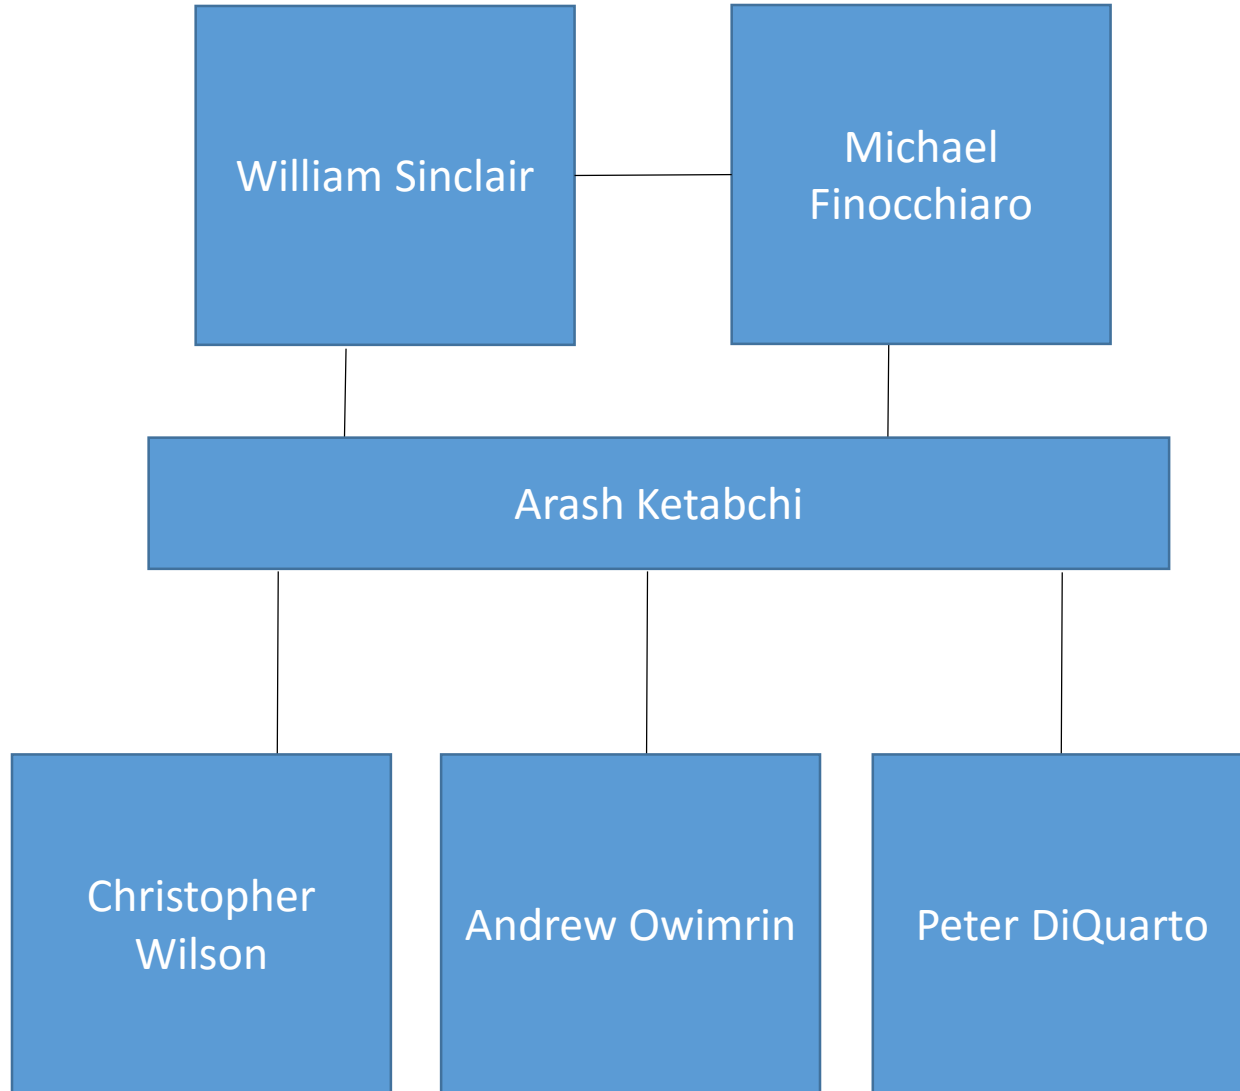 William Sinclair
Michael
Finocchiaro
Arash Ketabchi
Christopher
Wilson
Andrew Owimrin
Peter DiQuarto